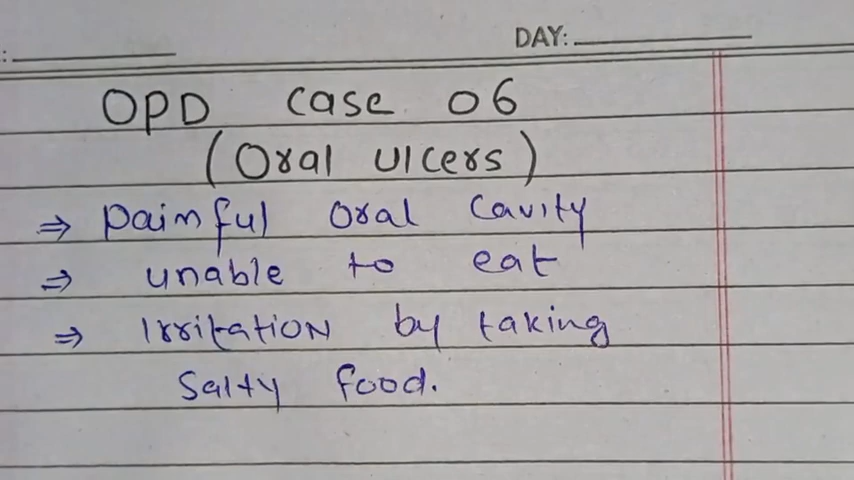 DAY:
OPD case 06
(Oral ulcers)
⇒ Painful oral cavity
⇒ unable to eat
⇒ Irritation by taking
Salty food.